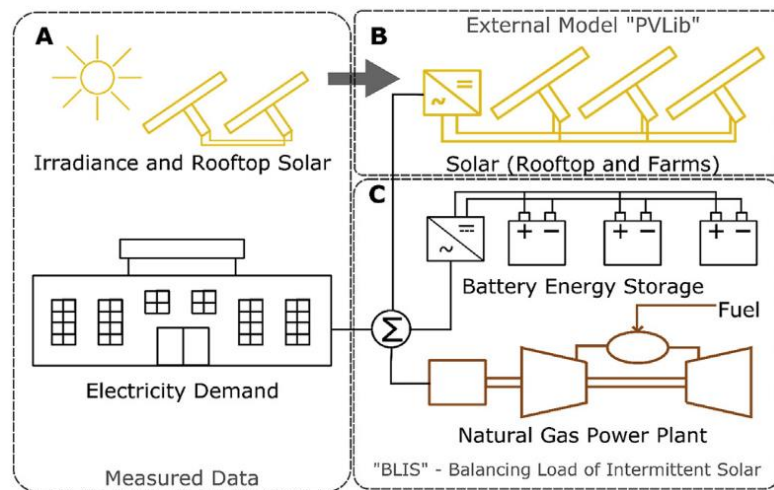 A
Irradiance and Rooftop Solar
Electricity Demand
Measured Data
B
External Model "PVLib"
= ~
Solar (Rooftop and Farms)
C
~
+ − + − + −
Battery Energy Storage
Σ
Fuel
Natural Gas Power Plant
"BLIS" - Balancing Load of Intermittent Solar